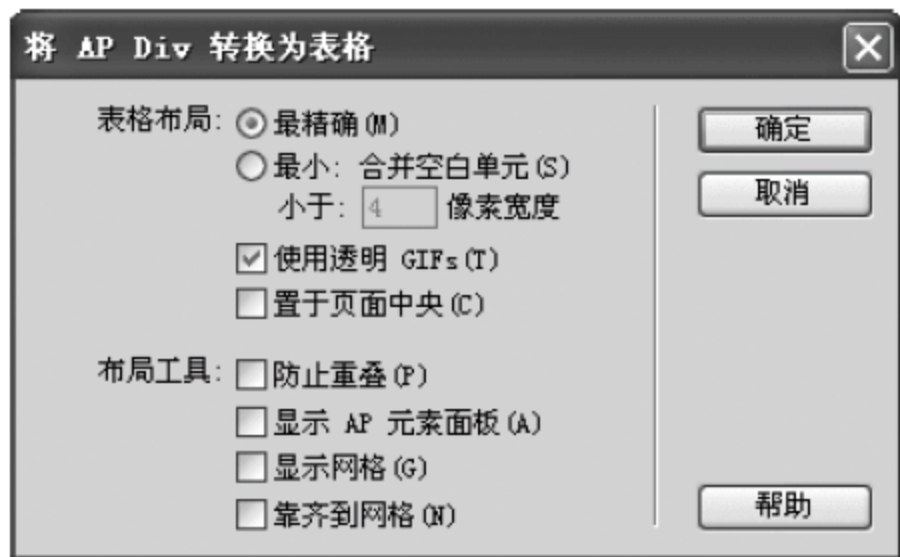 将 AP Div 转换为表格
表格布局: 最精确(M)
最小: 合并空白单元(S)
小于: 4 像素宽度
使用透明 GIFs(T)
置于页面中央(C)
布局工具: 防止重叠(P)
显示 AP 元素面板(A)
显示网格(G)
靠齐到网格(N)
确定
取消
帮助